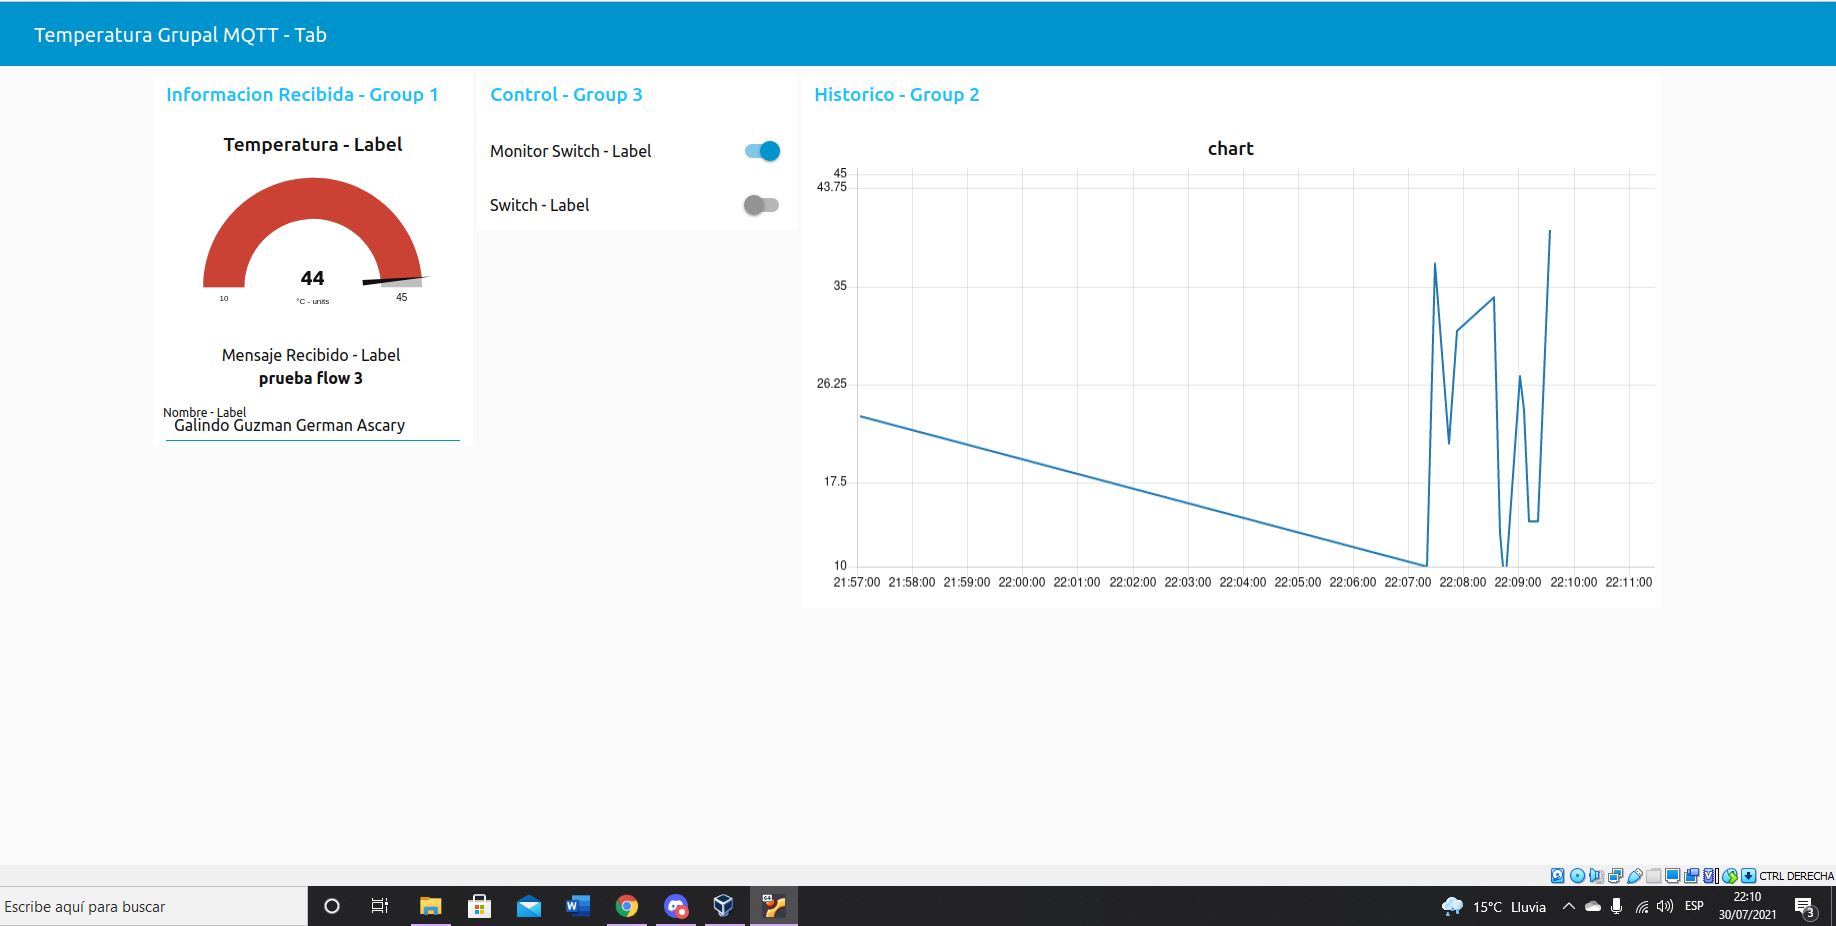 Temperatura Grupal MQTT - Tab
Informacion Recibida - Group 1
Temperatura - Label
44
°C - units
10
45
Mensaje Recibido - Label
prueba flow 3
Nombre - Label
Galindo Guzman German Ascary
Control - Group 3
Monitor Switch - Label
Switch - Label
Historico - Group 2
chart
45
43.75
35
26.25
17.5
10
21:57:00 21:58:00 21:59:00 22:00:00 22:01:00 22:02:00 22:03:00 22:04:00 22:05:00 22:06:00 22:07:00 22:08:00 22:09:00 22:10:00 22:11:00
CTRL DERECHA
Escribe aquí para buscar
W
64
15°C Lluvia
ESP
22:10
30/07/2021
3